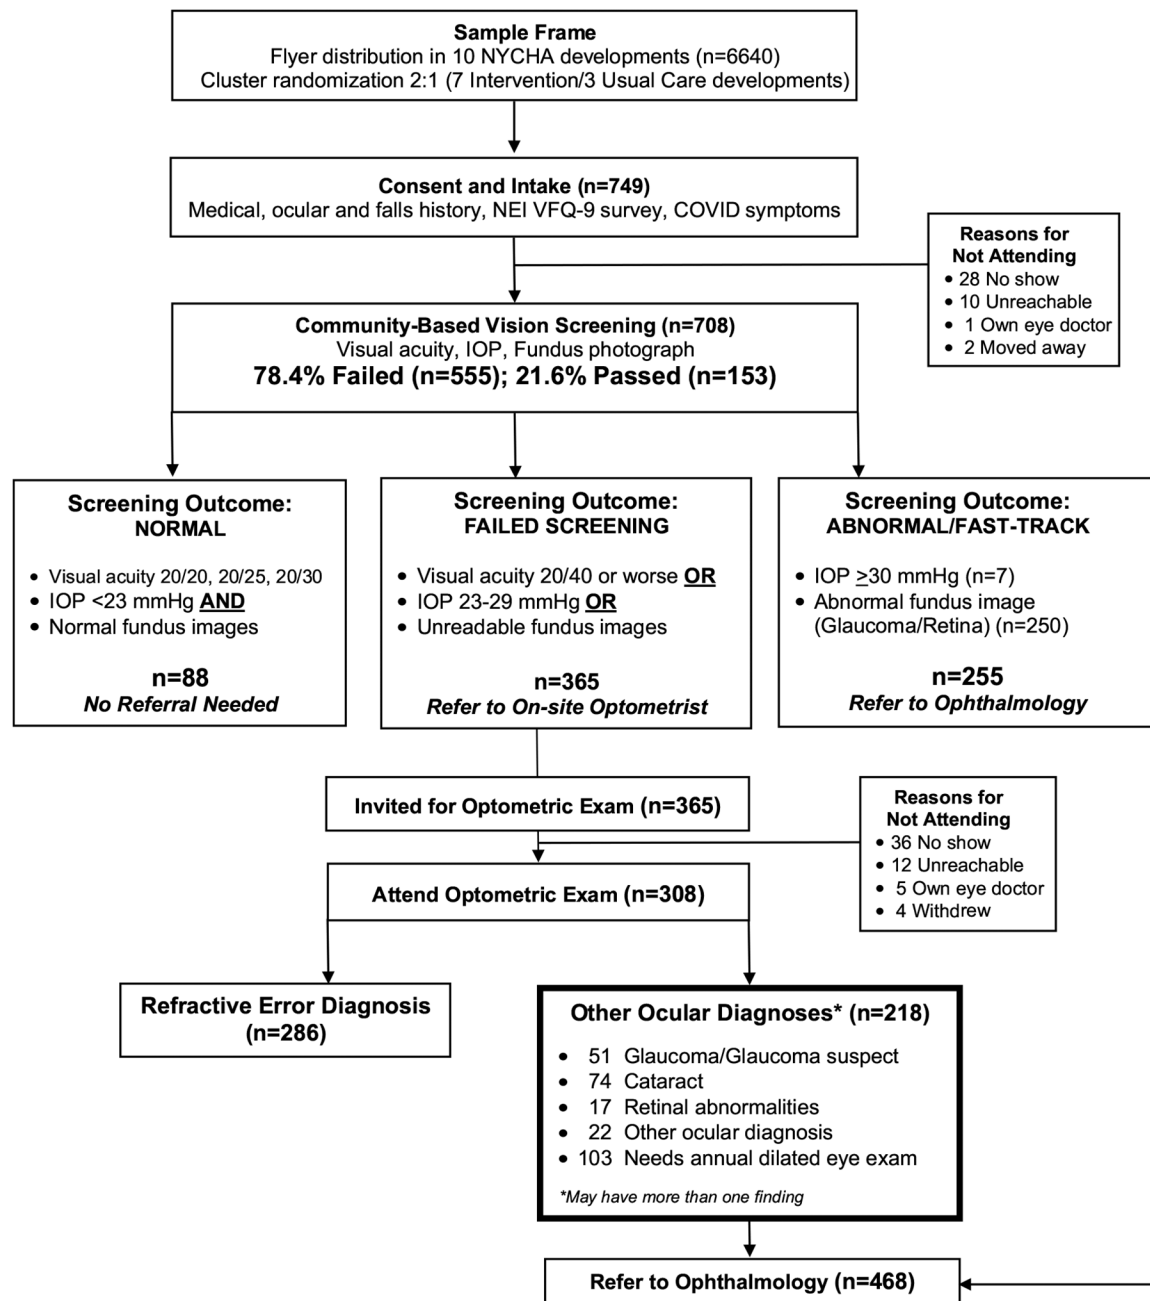 Sample Frame
Flyer distribution in 10 NYCHA developments (n=6640)
Cluster randomization 2:1 (7 Intervention/3 Usual Care developments)
Consent and Intake (n=749)
Medical, ocular and falls history, NEI VFQ-9 survey, COVID symptoms
Reasons for
Not Attending
• 28 No show
• 10 Unreachable
• 1 Own eye doctor
• 2 Moved away
Community-Based Vision Screening (n=708)
Visual acuity, IOP, Fundus photograph
78.4% Failed (n=555); 21.6% Passed (n=153)
Screening Outcome:
NORMAL
• Visual acuity 20/20, 20/25, 20/30
• IOP <23 mmHg AND
• Normal fundus images
n=88
No Referral Needed
Screening Outcome:
FAILED SCREENING
• Visual acuity 20/40 or worse OR
• IOP 23-29 mmHg OR
• Unreadable fundus images
n=365
Refer to On-site Optometrist
Screening Outcome:
ABNORMAL/FAST-TRACK
• IOP ≥30 mmHg (n=7)
• Abnormal fundus image
(Glaucoma/Retina) (n=250)
n=255
Refer to Ophthalmology
Invited for Optometric Exam (n=365)
Reasons for
Not Attending
• 36 No show
• 12 Unreachable
• 5 Own eye doctor
• 4 Withdrew
Attend Optometric Exam (n=308)
Refractive Error Diagnosis
(n=286)
Other Ocular Diagnoses* (n=218)
• 51 Glaucoma/Glaucoma suspect
• 74 Cataract
• 17 Retinal abnormalities
• 22 Other ocular diagnosis
• 103 Needs annual dilated eye exam
*May have more than one finding
Refer to Ophthalmology (n=468)